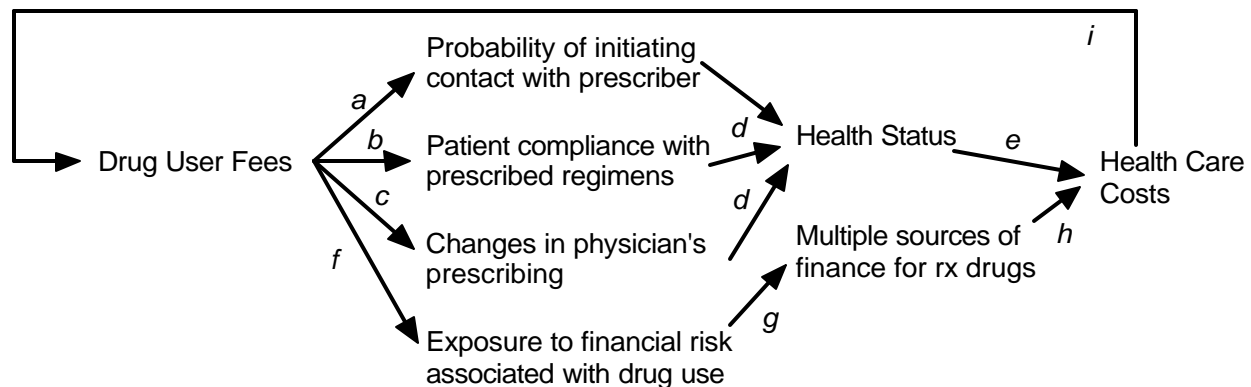 i
Probability of initiating
contact with prescriber
a
d
Health Status
e
Drug User Fees
b
Patient compliance with
prescribed regimens
Health Care
Costs
c
d
Changes in physician's
prescribing
Multiple sources of
finance for rx drugs
h
f
g
Exposure to financial risk
associated with drug use